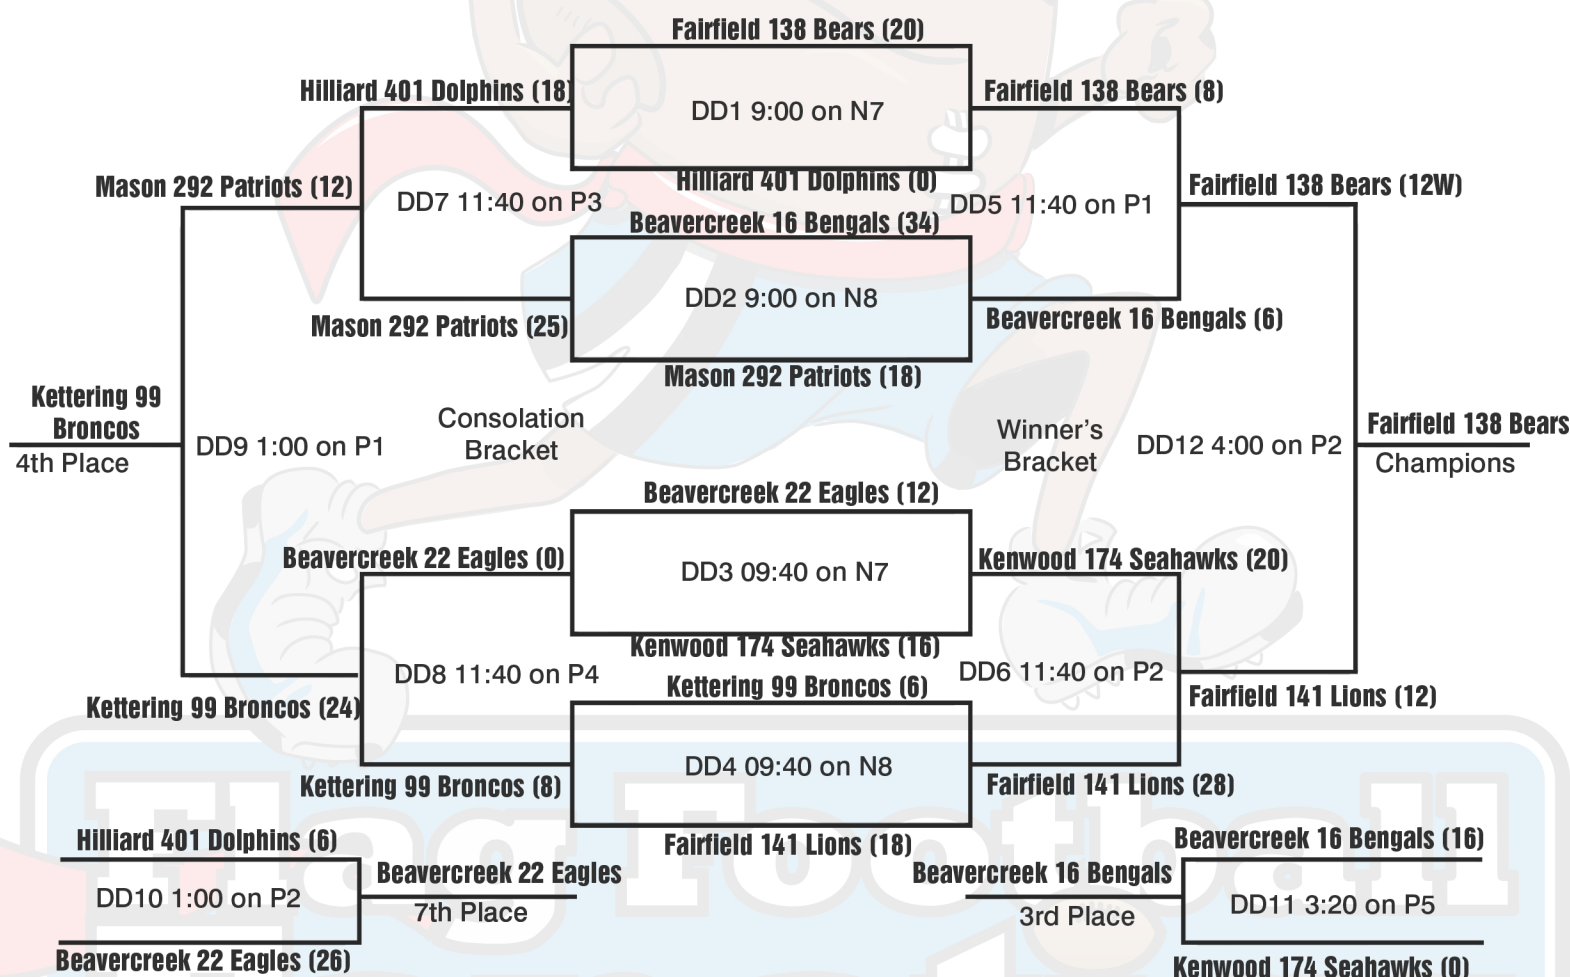 Fairfield 138 Bears (20)
Hilliard 401 Dolphins (18)
DD1 9:00 on N7
Fairfield 138 Bears (8)
Mason 292 Patriots (12)
Hilliard 401 Dolphins (0)
DD7 11:40 on P3
DD5 11:40 on P1
Fairfield 138 Bears (12W)
Beavercreek 16 Bengals (34)
DD2 9:00 on N8
Mason 292 Patriots (25)
Beavercreek 16 Bengals (6)
Mason 292 Patriots (18)
Kettering 99
Broncos
4th Place
DD9 1:00 on P1
Consolation
Bracket
Winner's
Bracket
DD12 4:00 on P2
Fairfield 138 Bears
Champions
Beavercreek 22 Eagles (12)
Beavercreek 22 Eagles (0)
DD3 09:40 on N7
Kenwood 174 Seahawks (20)
Kenwood 174 Seahawks (16)
DD8 11:40 on P4
DD6 11:40 on P2
Kettering 99 Broncos (6)
Kettering 99 Broncos (24)
Fairfield 141 Lions (12)
DD4 09:40 on N8
Kettering 99 Broncos (8)
Fairfield 141 Lions (28)
Fairfield 141 Lions (18)
Hilliard 401 Dolphins (6)
DD10 1:00 on P2
Beavercreek 22 Eagles (26)
Beavercreek 22 Eagles
7th Place
Beavercreek 16 Bengals
3rd Place
Beavercreek 16 Bengals (16)
DD11 3:20 on P5
Kenwood 174 Seahawks (0)
Flag Football